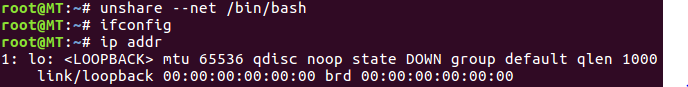 root@MT:~# unshare --net /bin/bash
root@MT:~# ifconfig
root@MT:~# ip addr
1: lo: <LOOPBACK> mtu 65536 qdisc noop state DOWN group default qlen 1000
    link/loopback 00:00:00:00:00:00 brd 00:00:00:00:00:00